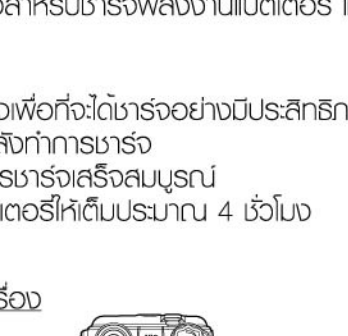 สำหรับชาร์จพลังงานแบตเตอรี่
เพื่อที่จะได้ชาร์จอย่างมีประสิทธิภ
ลังทำการชาร์จ
รชาร์จเสร็จสมบูรณ์
เตอรี่ให้เต็มประมาณ 4 ชั่วโมง
รื่อง